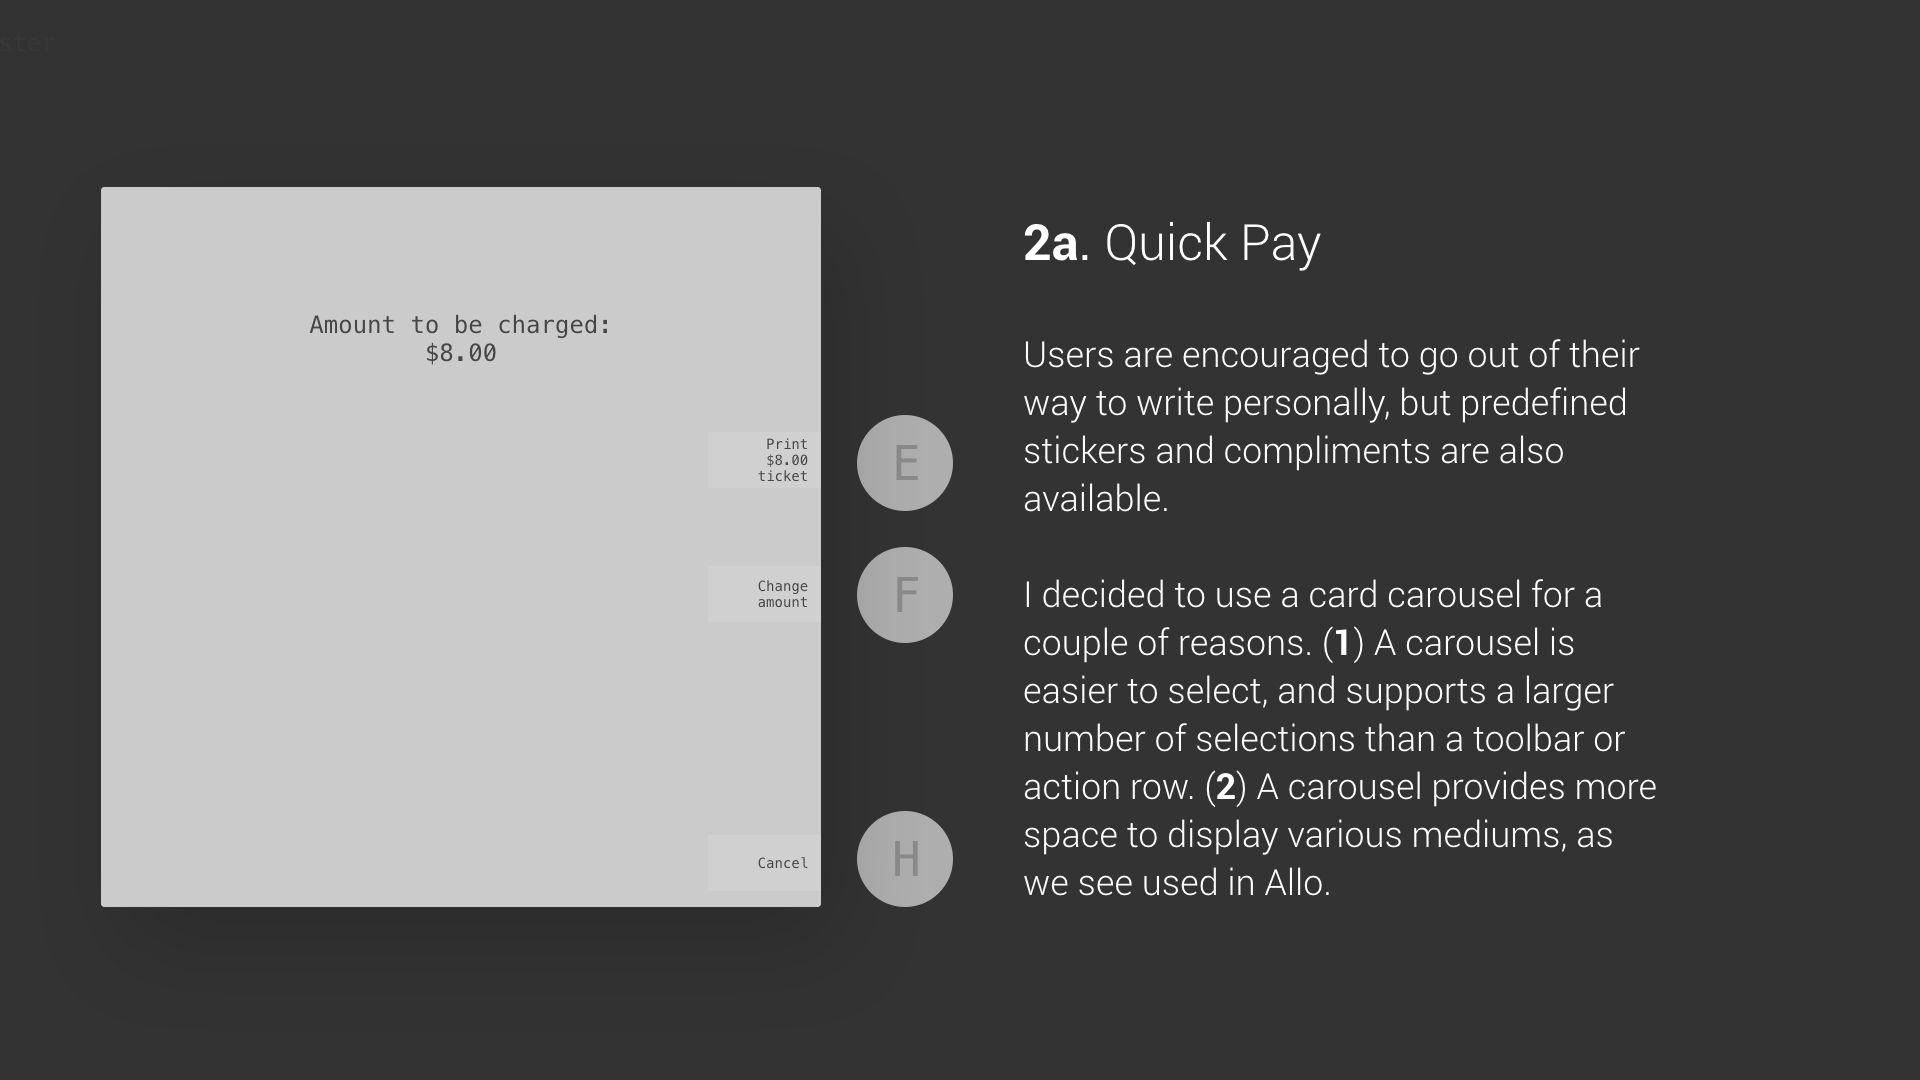 ster
Amount to be charged:
$8.00
Print
$8.00
ticket
E
Change
amount
F
Cancel
H
2a. Quick Pay
Users are encouraged to go out of their
way to write personally, but predefined
stickers and compliments are also
available.
I decided to use a card carousel for a
couple of reasons. (1) A carousel is
easier to select, and supports a larger
number of selections than a toolbar or
action row. (2) A carousel provides more
space to display various mediums, as
we see used in Allo.